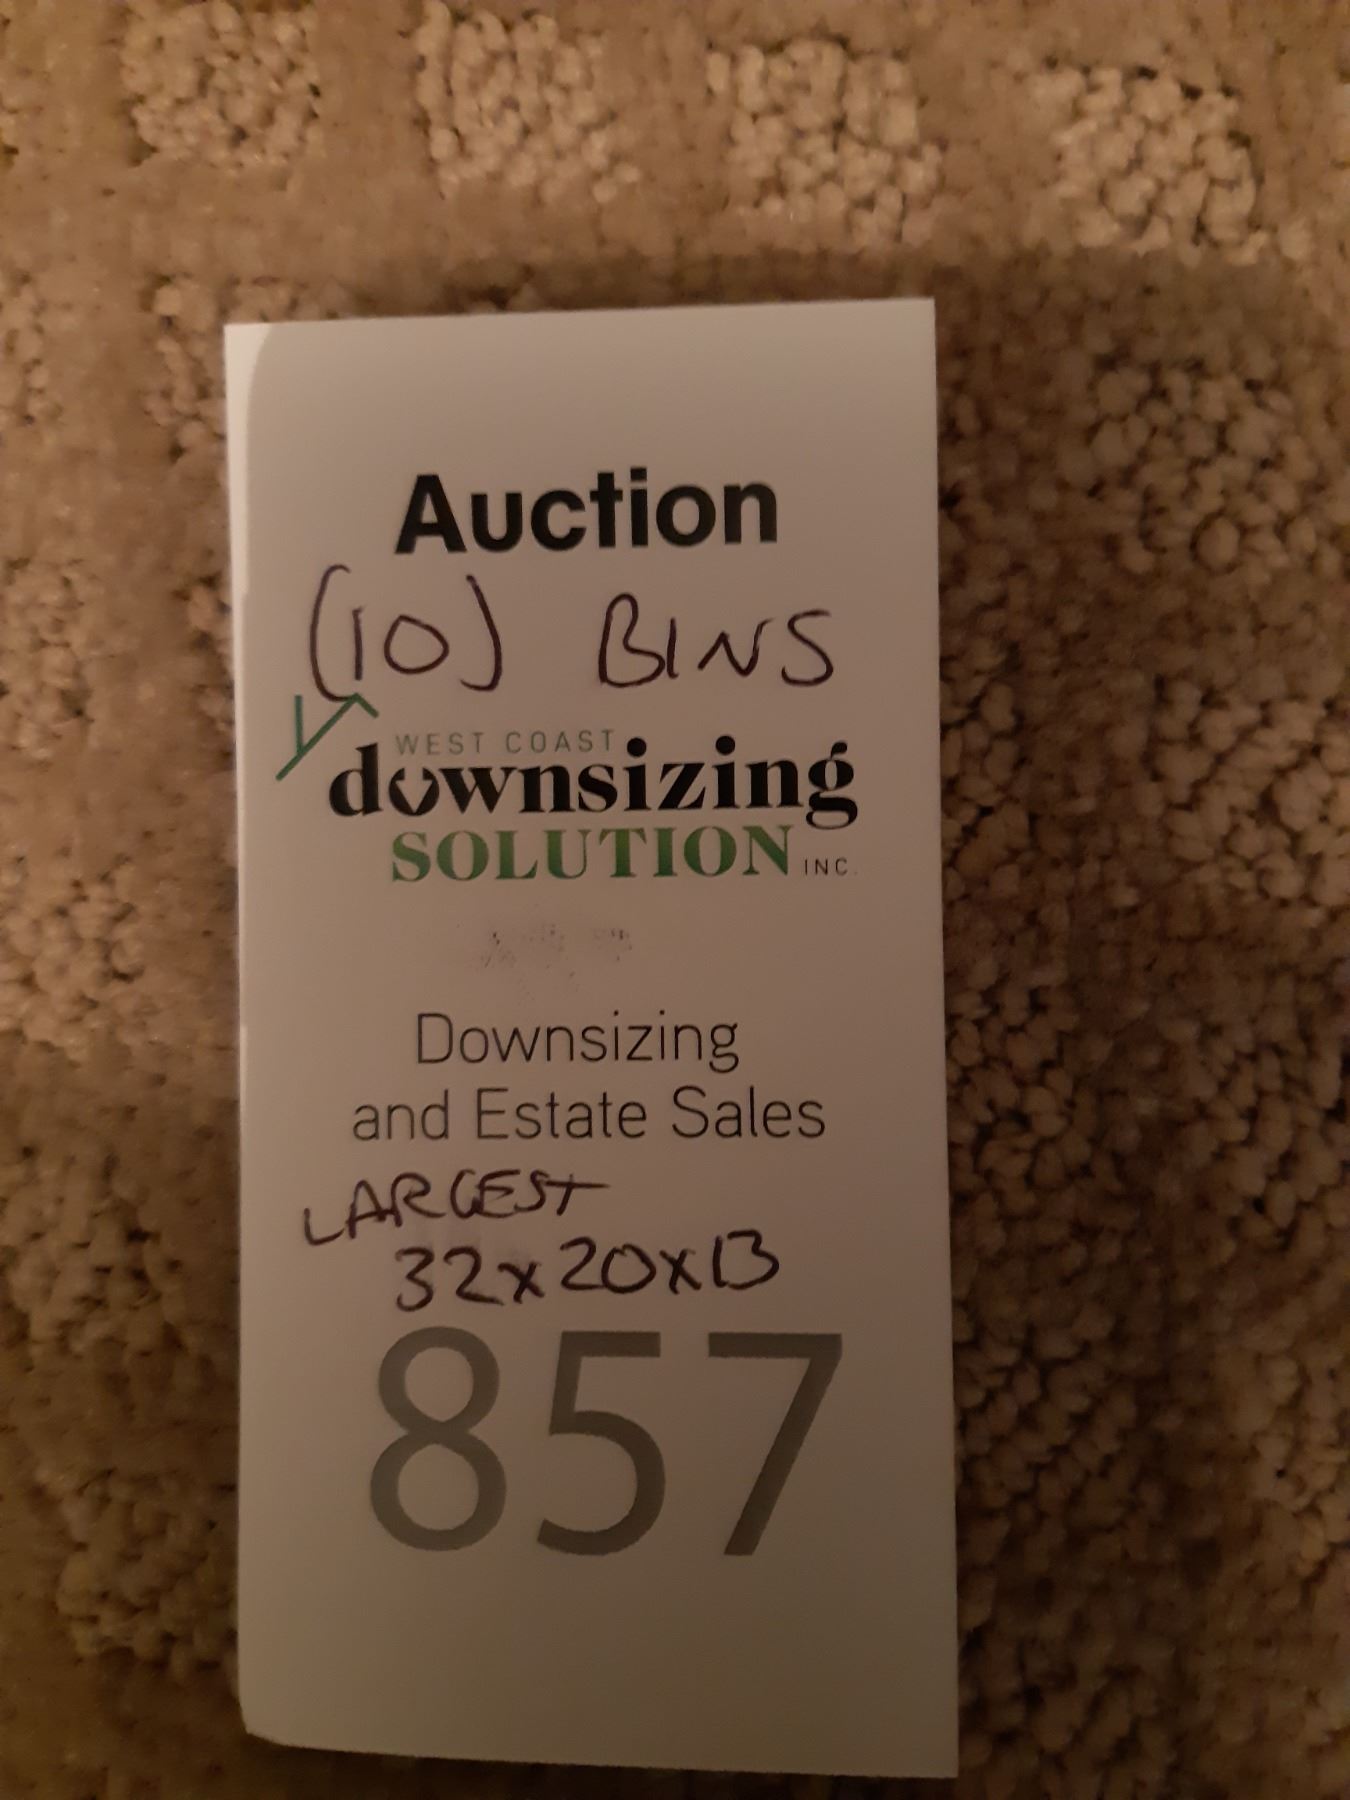 Auction
(10) BINS
WEST COAST
downsizing
SOLUTION INC.
Downsizing
and Estate Sales
LARGEST
32x20x13
857